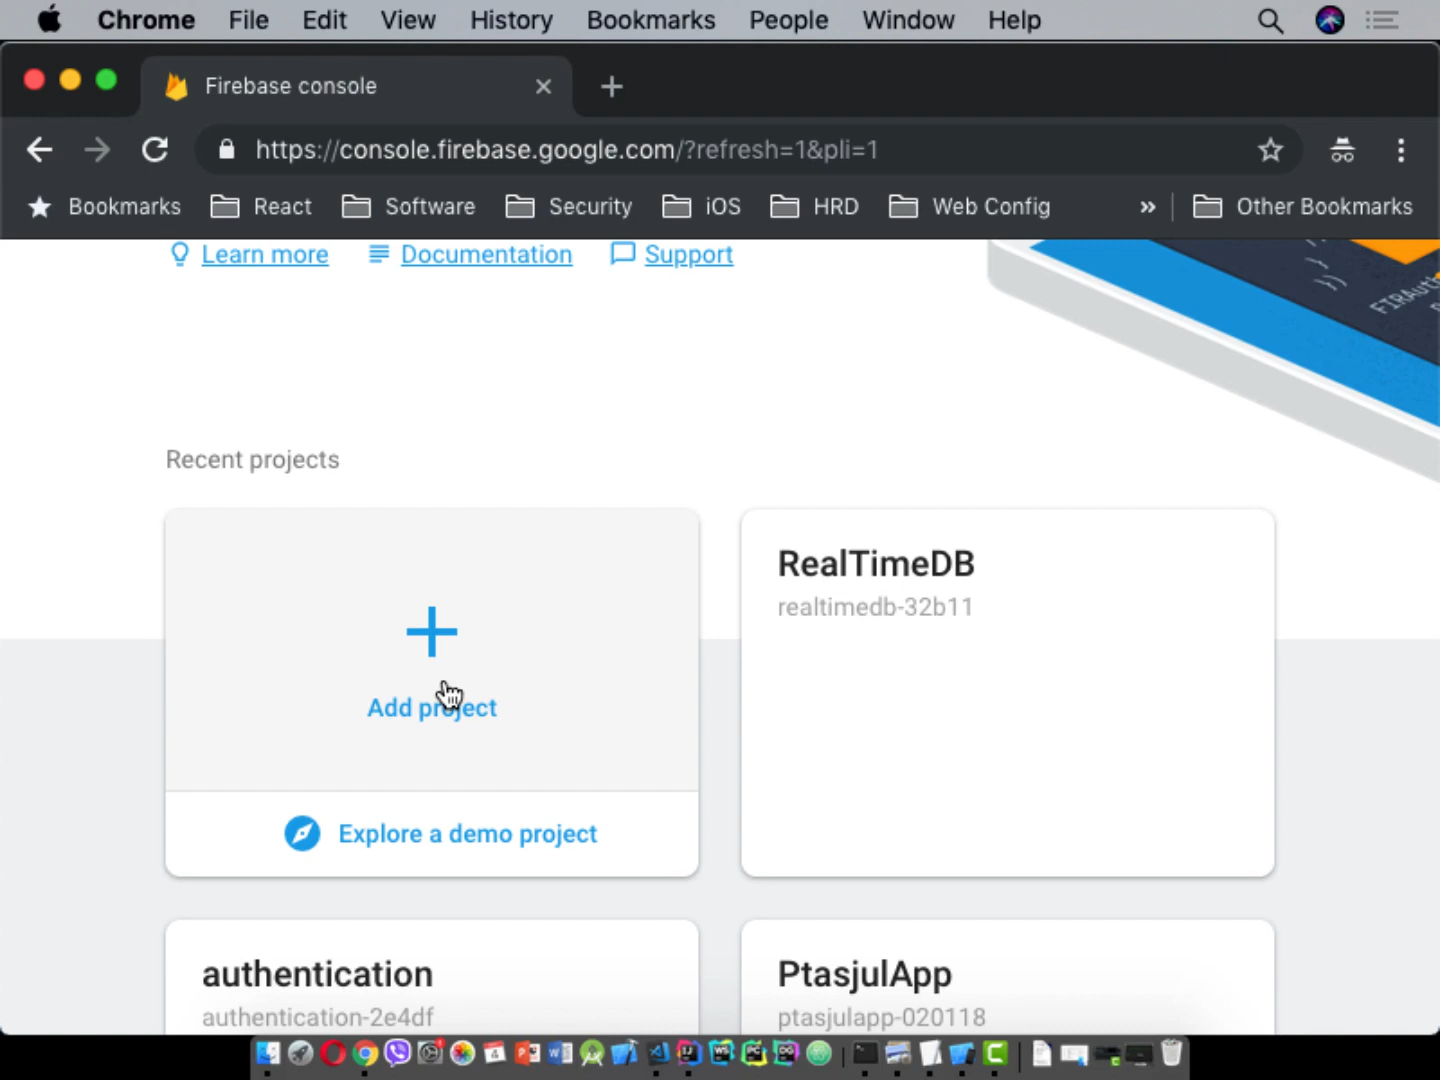 Chrome File Edit View History Bookmarks People Window Help
Firebase console
https://console.firebase.google.com/?refresh=1&pli=1
Bookmarks React Software Security iOS HRD Web Config » Other Bookmarks
Learn more Documentation Support
})
Recent projects
Add project
Explore a demo project
RealTimeDB
realtimedb-32b11
authentication
authentication-2e4df
PtasjulApp
ptasjulapp-020118